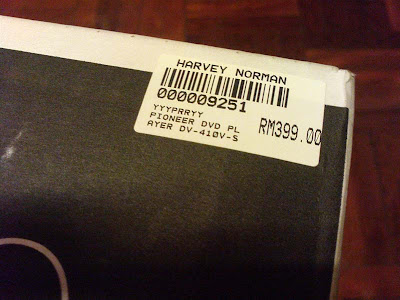 HARVEY NORMAN
000009251
YYYPRRYY
PIONEER DVD PL
AYER DV-410V-S
RM399.00